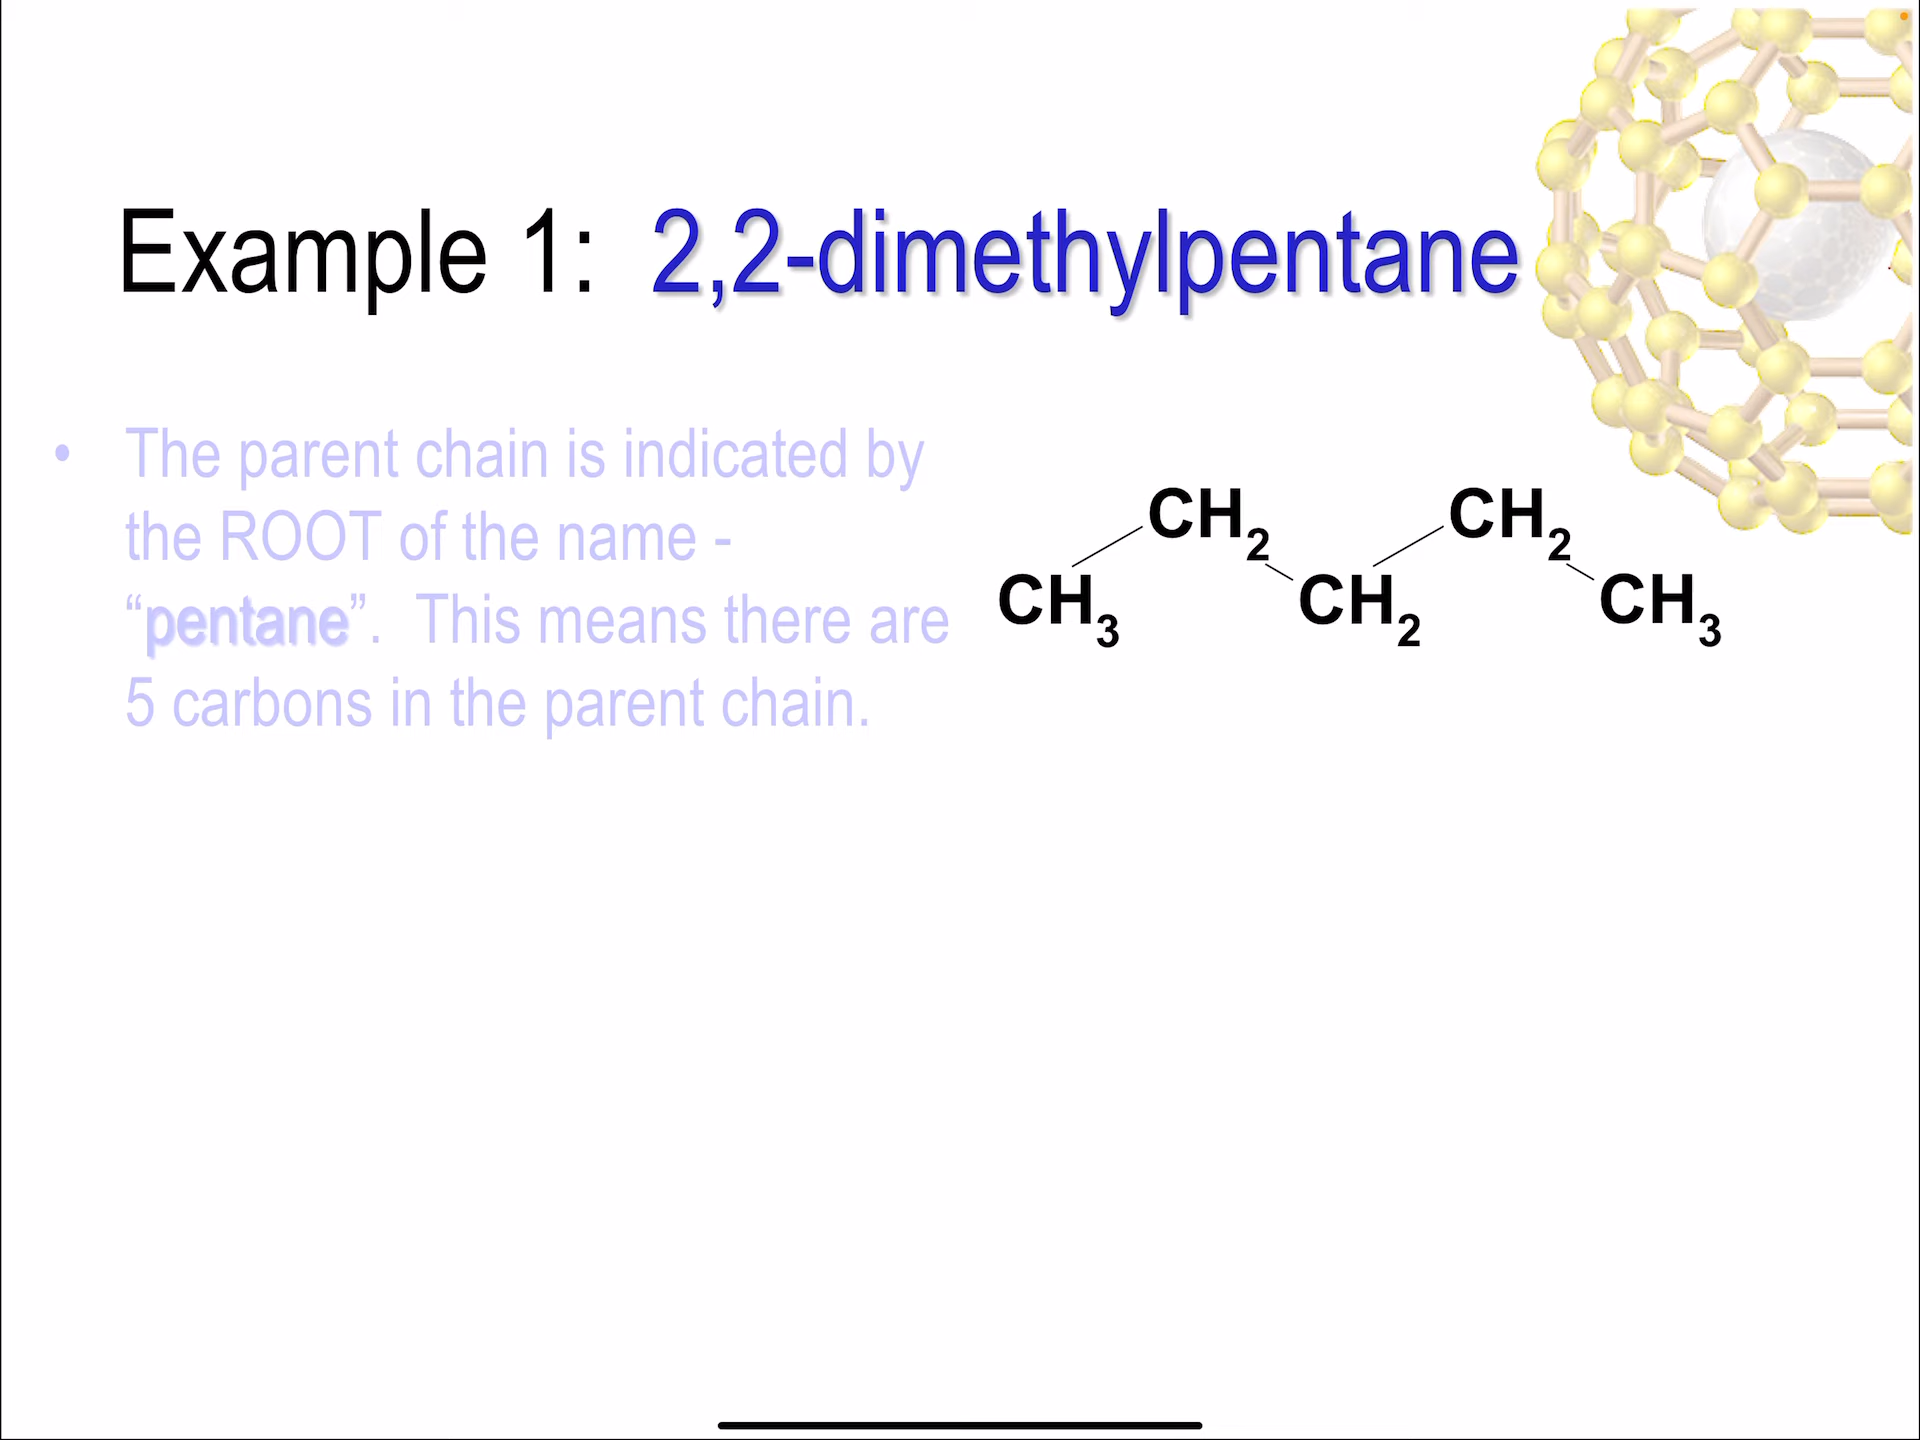 Example 1:  2,2-dimethylpentane
• The parent chain is indicated by
the ROOT of the name -
“pentane”.  This means there are
5 carbons in the parent chain.
CH₂ CH₂
CH₃ CH₂ CH₃